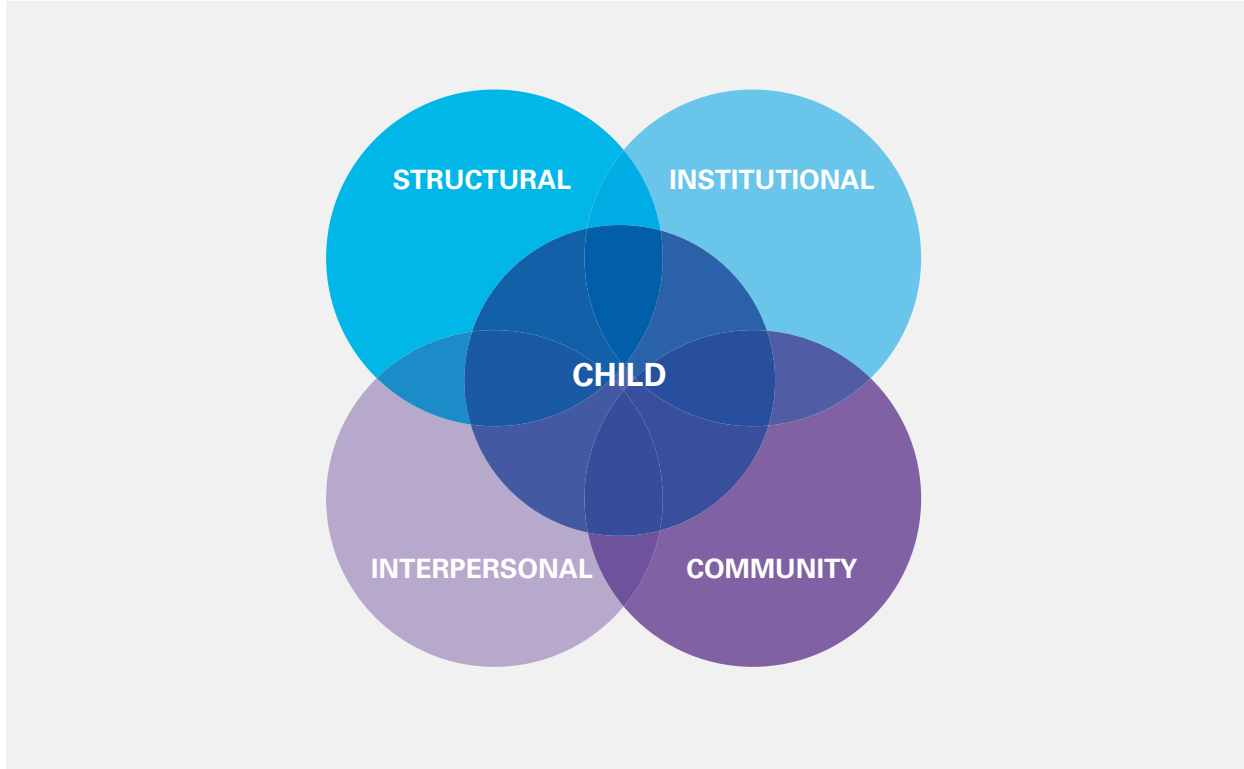 STRUCTURAL
INSTITUTIONAL
CHILD
INTERPERSONAL
COMMUNITY